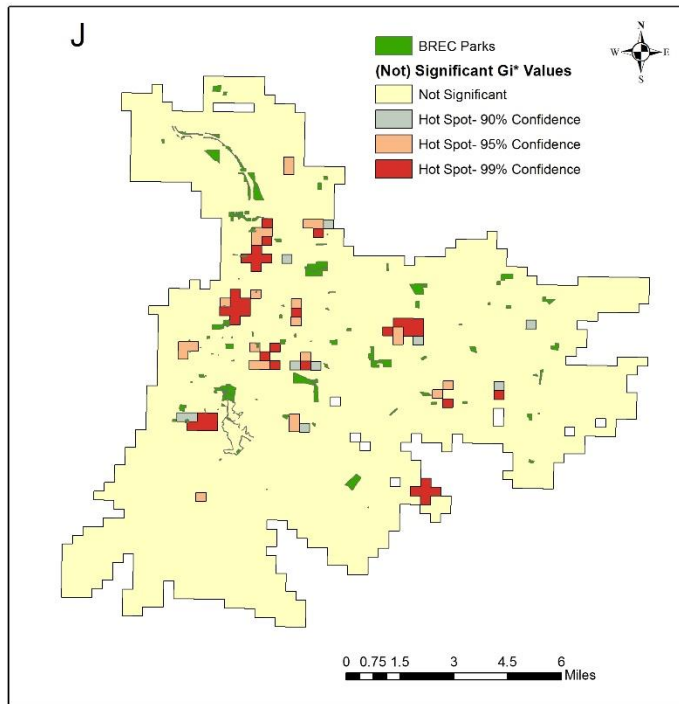 J
BREC Parks
(Not) Significant Gi* Values
Not Significant
Hot Spot- 90% Confidence
Hot Spot- 95% Confidence
Hot Spot- 99% Confidence
N
W E
S
0 0.75 1.5 3 4.5 6
Miles